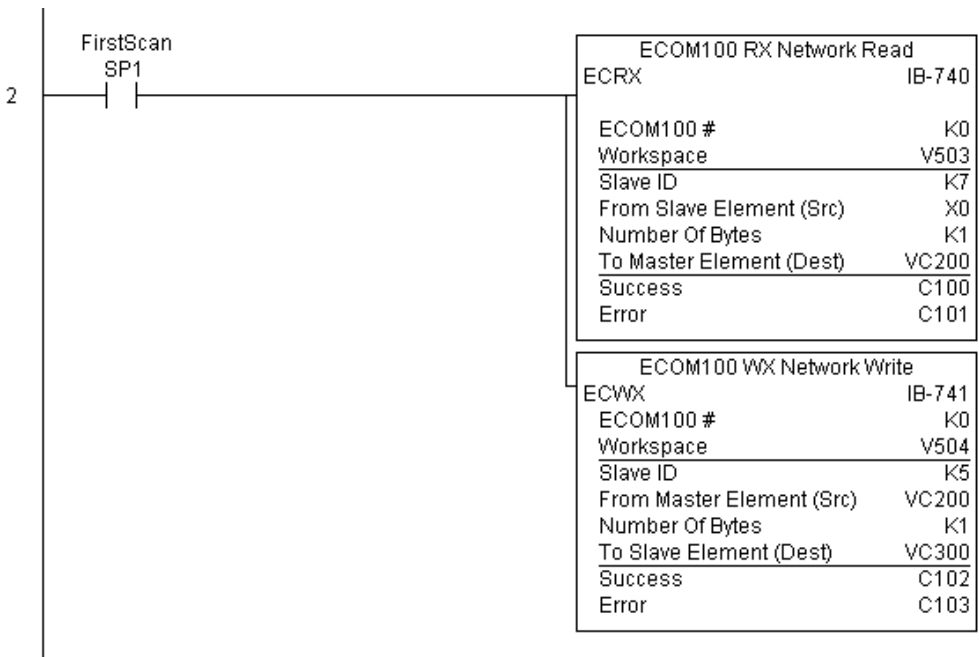 FirstScan
SP1
2
ECOM100 RX Network Read
ECRX IB-740
ECOM100 # K0
Workspace V503
Slave ID K7
From Slave Element (Src) X0
Number Of Bytes K1
To Master Element (Dest) VC200
Success C100
Error C101
ECOM100 WX Network Write
ECWX IB-741
ECOM100 # K0
Workspace V504
Slave ID K5
From Master Element (Src) VC200
Number Of Bytes K1
To Slave Element (Dest) VC300
Success C102
Error C103